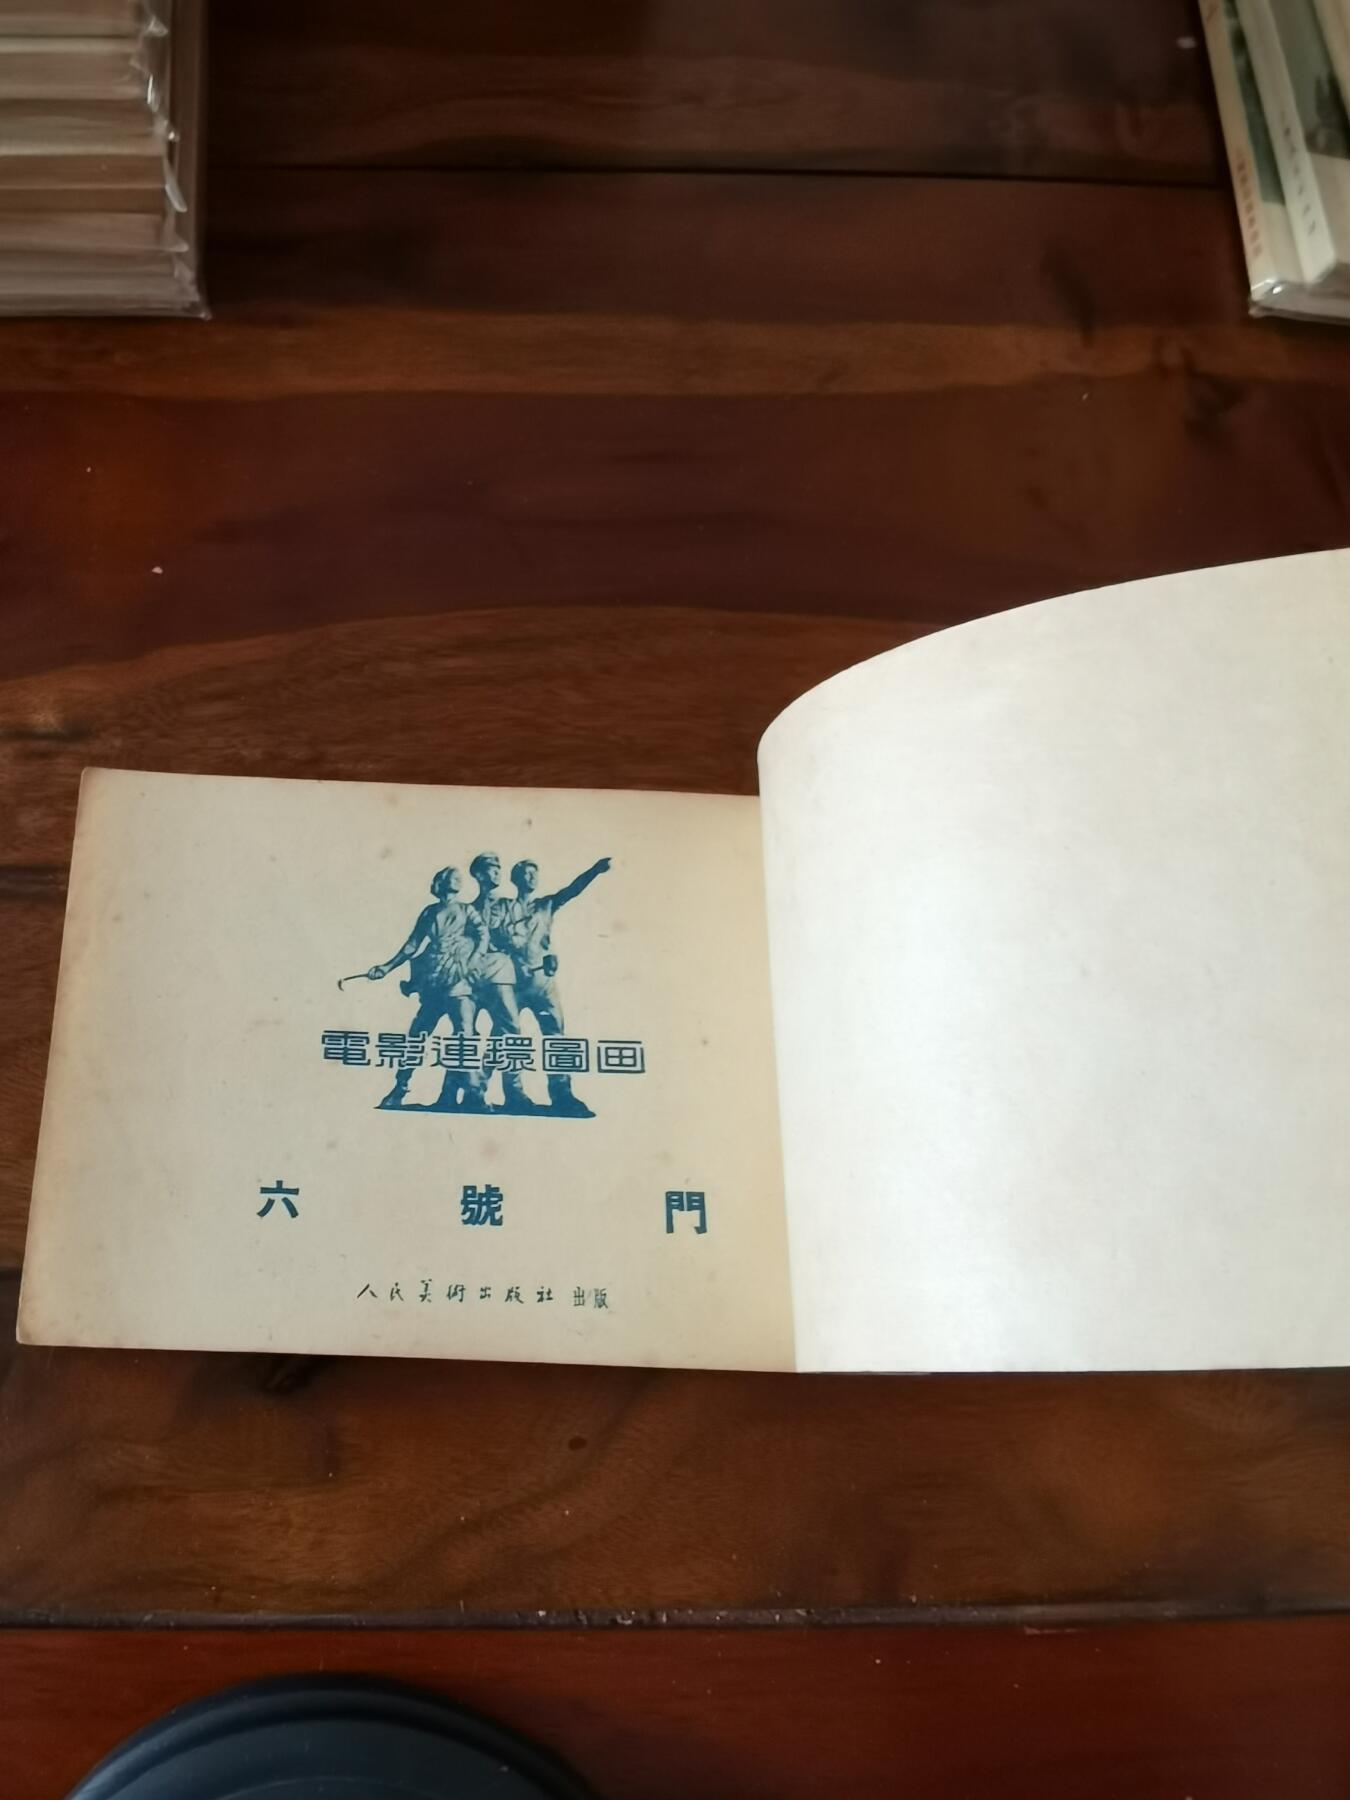 電影連環圖画
六號門
人民美術出版社 出版